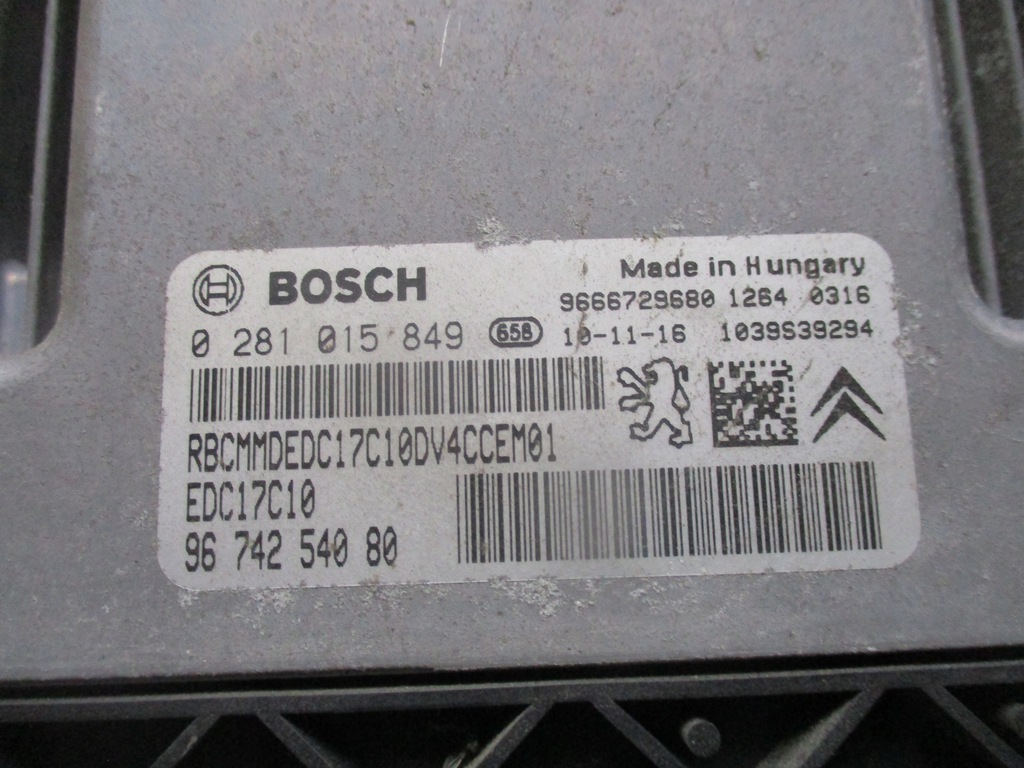 BOSCH
Made in Hungary
9666729680 1264 0316
0 281 015 849 658 10-11-16 1039S39294
RBCMMDEDC17C10DV4CCEM01
EDC17C10
96 742 540 80